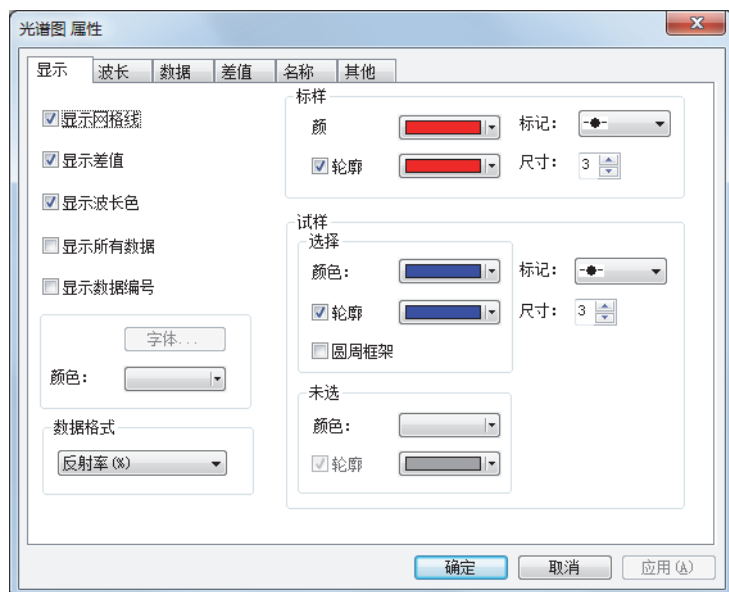 光谱图 属性
显示 波长 数据 差值 名称 其他
显示网格线
显示差值
显示波长色
显示所有数据
显示数据编号
字体...
颜色:
数据格式
反射率(%)
标样
颜 标记:
轮廓 尺寸: 3
试样
选择
颜色: 标记:
轮廓 尺寸: 3
圆周框架
未选
颜色:
轮廓
确定 取消 应用(A)